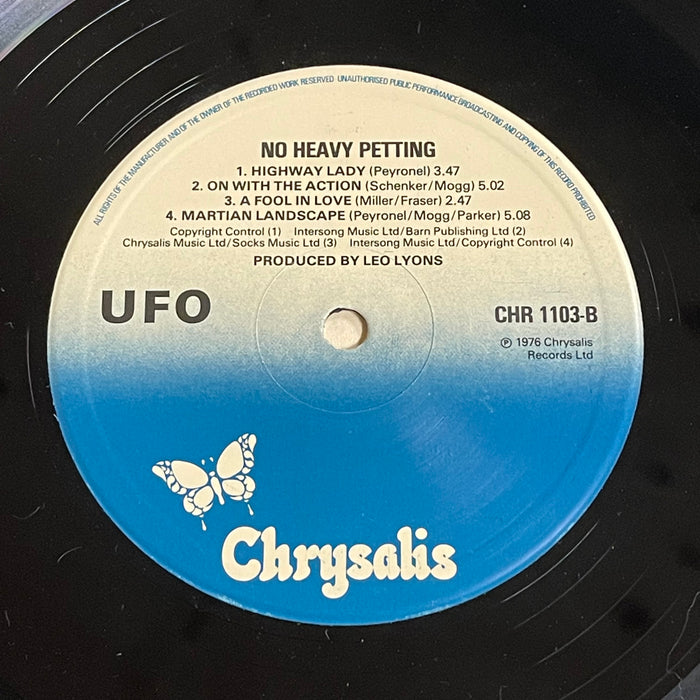 ALL RIGHTS OF THE MANUFACTURER AND OF THE OWNER OF THE RECORDED WORK RESERVED UNAUTHORISED PUBLIC PERFORMANCE BROADCASTING AND COPYING OF THIS RECORD PROHIBITED
NO HEAVY PETTING
1. HIGHWAY LADY (Peyronel) 3.47
2. ON WITH THE ACTION (Schenker/Mogg) 5.02
3. A FOOL IN LOVE (Miller/Fraser) 2.47
4. MARTIAN LANDSCAPE (Peyronel/Mogg/Parker) 5.08
Copyright Control (1) Intersong Music Ltd/Barn Publishing Ltd (2)
Chrysalis Music Ltd/Socks Music Ltd (3) Intersong Music Ltd/Copyright Control (4)
PRODUCED BY LEO LYONS
UFO
CHR 1103-B
℗ 1976 Chrysalis
Records Ltd
Chrysalis